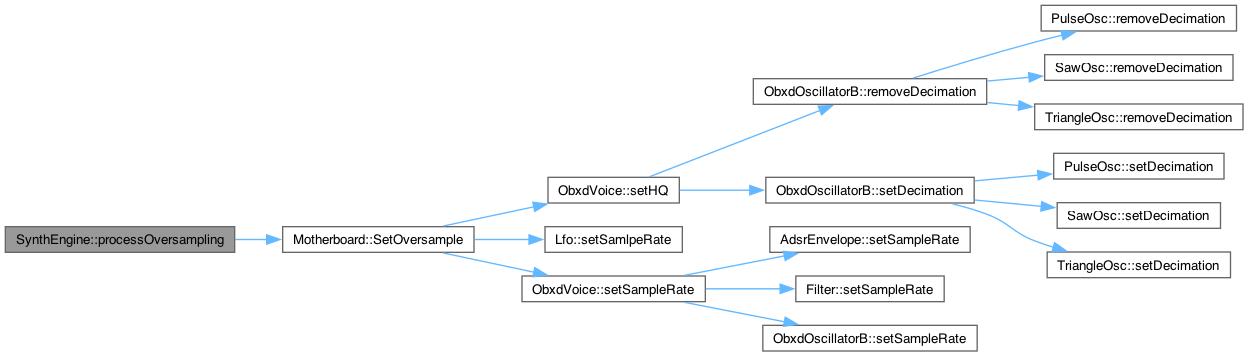 PulseOsc::removeDecimation
SawOsc::removeDecimation
ObxdOscillatorB::removeDecimation
TriangleOsc::removeDecimation
PulseOsc::setDecimation
ObxdVoice::setHQ
ObxdOscillatorB::setDecimation
SawOsc::setDecimation
SynthEngine::processOversampling
Motherboard::SetOversample
Lfo::setSamlpeRate
AdsrEnvelope::setSampleRate
TriangleOsc::setDecimation
ObxdVoice::setSampleRate
Filter::setSampleRate
ObxdOscillatorB::setSampleRate